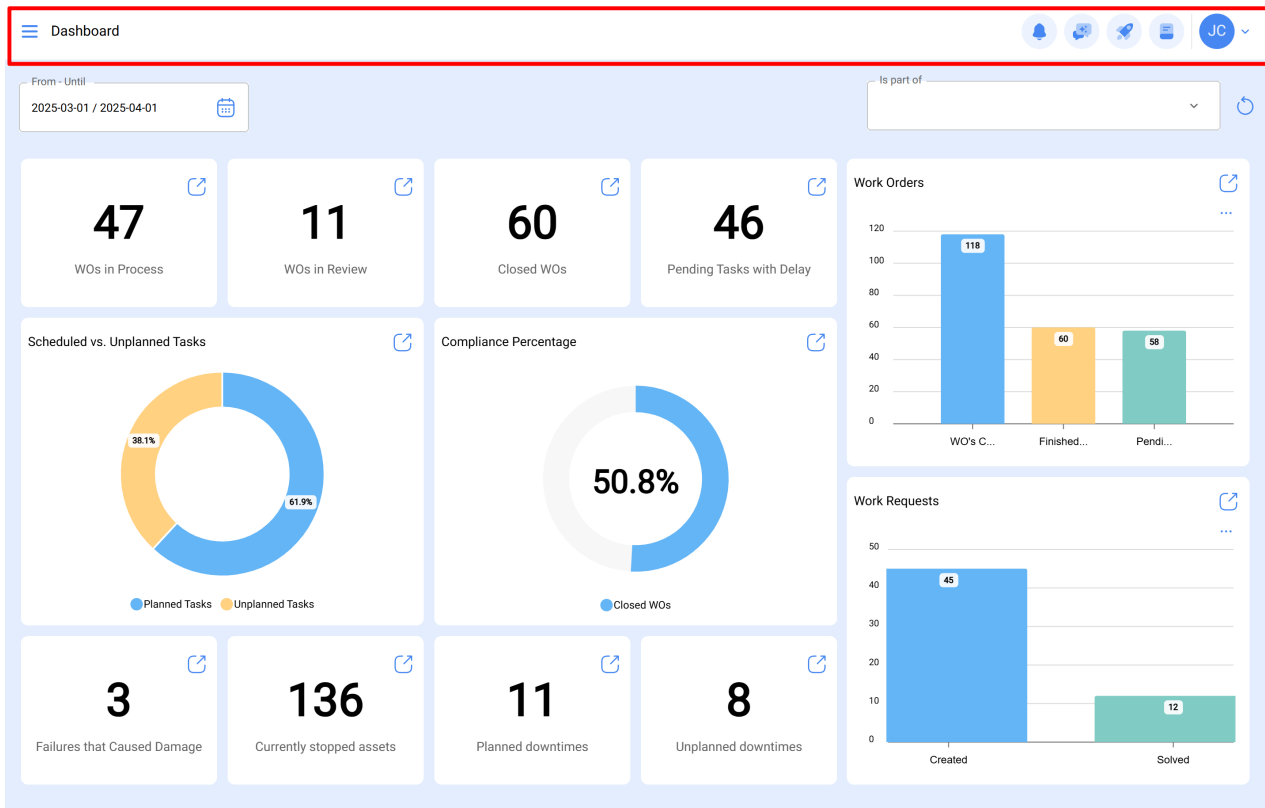 Dashboard
JC
From - Until
2025-03-01 / 2025-04-01
Is part of
47
WOs in Process
11
WOs in Review
60
Closed WOs
46
Pending Tasks with Delay
Work Orders
...
120
100
80
60
40
20
0
118
60
58
WO's C...
Finished...
Pendi...
Scheduled vs. Unplanned Tasks
38.1%
61.9%
Planned Tasks
Unplanned Tasks
Compliance Percentage
50.8%
Closed WOs
Work Requests
...
50
40
30
20
10
0
45
12
Created
Solved
3
Failures that Caused Damage
136
Currently stopped assets
11
Planned downtimes
8
Unplanned downtimes